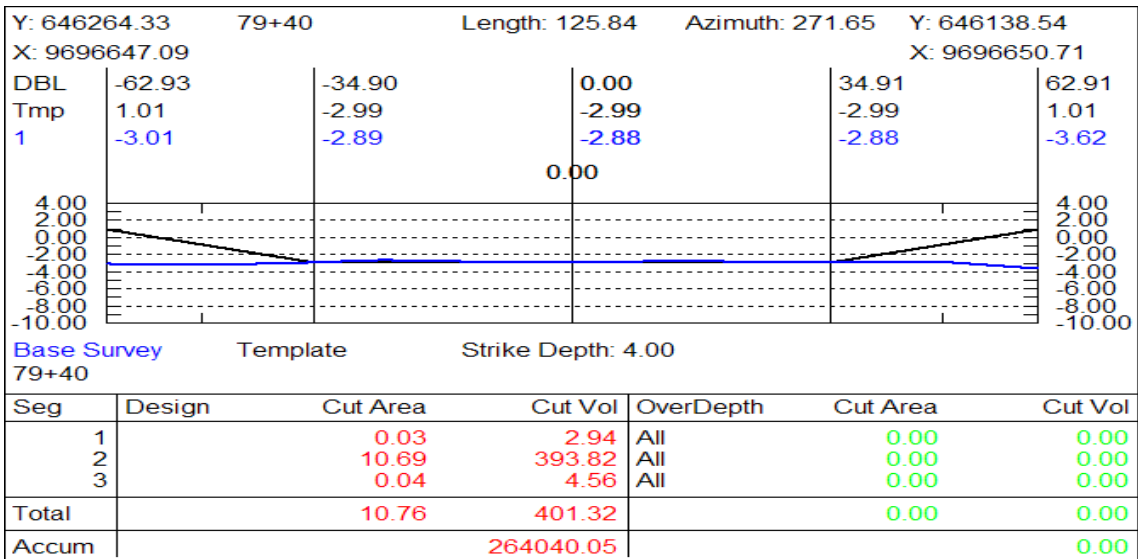 Y: 646264.33 79+40 Length: 125.84 Azimuth: 271.65 Y: 646138.54
X: 9696647.09 X: 9696650.71
DBL -62.93 -34.90 0.00 34.91 62.91
Tmp 1.01 -2.99 -2.99 -2.99 1.01
1 -3.01 -2.89 -2.88 -2.88 -3.62
0.00
4.00 4.00
2.00 2.00
0.00 0.00
-2.00 -2.00
-4.00 -4.00
-6.00 -6.00
-8.00 -8.00
-10.00 -10.00
Base Survey Template Strike Depth: 4.00
79+40
Seg Design Cut Area Cut Vol OverDepth Cut Area Cut Vol
1 0.03 2.94 All 0.00 0.00
2 10.69 393.82 All 0.00 0.00
3 0.04 4.56 All 0.00 0.00
Total 10.76 401.32 0.00 0.00
Accum 264040.05 0.00